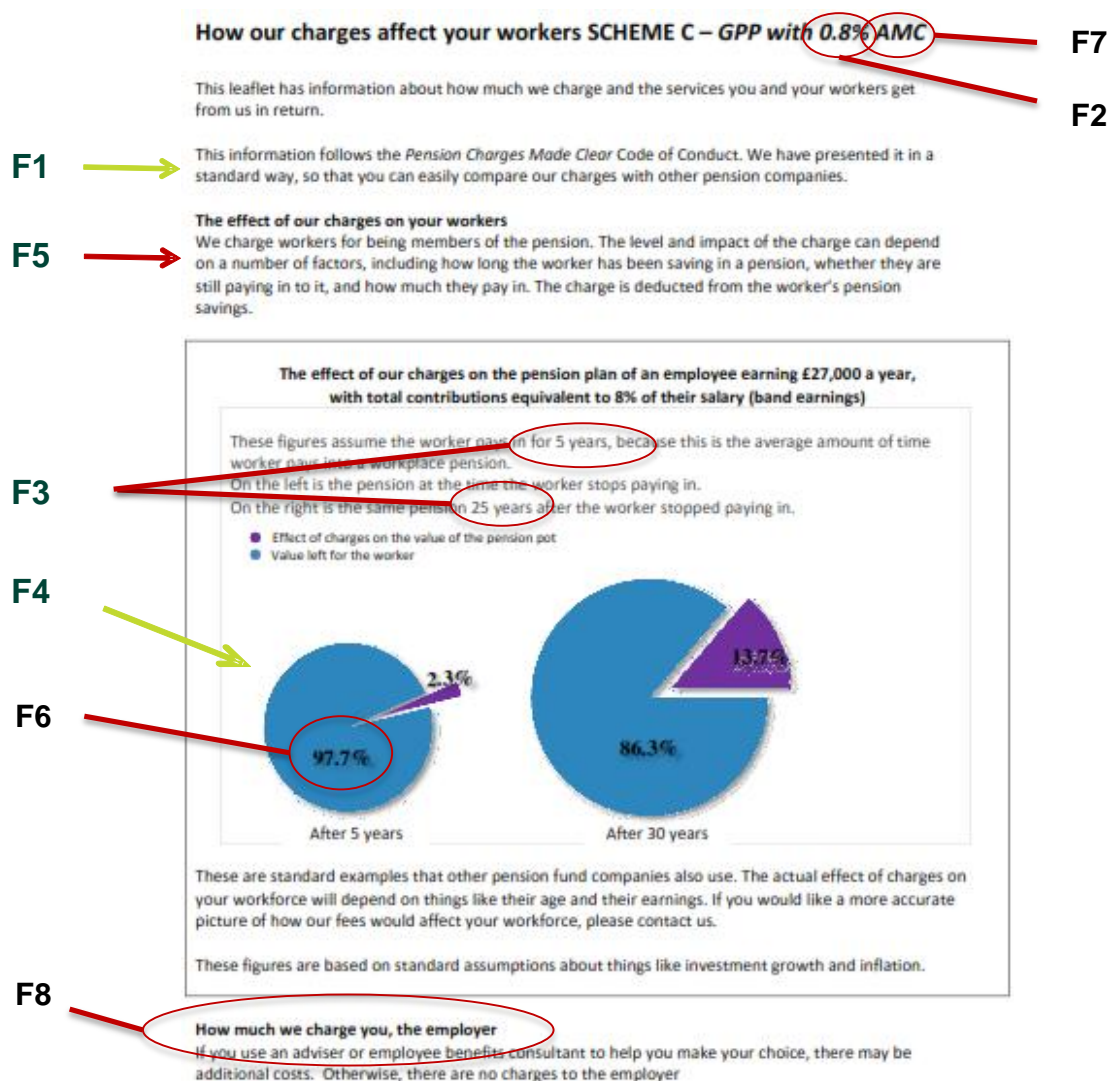 How our charges affect your workers SCHEME C – GPP with 0.8% AMC
F7
F2
This leaflet has information about how much we charge and the services you and your workers get
from us in return.
F1
This information follows the Pension Charges Made Clear Code of Conduct. We have presented it in a
standard way, so that you can easily compare our charges with other pension companies.
The effect of our charges on your workers
F5
We charge workers for being members of the pension. The level and impact of the charge can depend
on a number of factors, including how long the worker has been saving in a pension, whether they are
still paying in to it, and how much they pay in. The charge is deducted from the worker's pension
savings.
The effect of our charges on the pension plan of an employee earning £27,000 a year,
with total contributions equivalent to 8% of their salary (band earnings)
These figures assume the worker pays in for 5 years, because this is the average amount of time
worker pays into a workplace pension.
F3
On the left is the pension at the time the worker stops paying in.
On the right is the same pension 25 years after the worker stopped paying in.
Effect of charges on the value of the pension pot
Value left for the worker
F4
13.7%
2.3%
F6
97.7%
86.3%
After 5 years
After 30 years
These are standard examples that other pension fund companies also use. The actual effect of charges on
your workforce will depend on things like their age and their earnings. If you would like a more accurate
picture of how our fees would affect your workforce, please contact us.
These figures are based on standard assumptions about things like investment growth and inflation.
F8
How much we charge you, the employer
If you use an adviser or employee benefits consultant to help you make your choice, there may be
additional costs. Otherwise, there are no charges to the employer